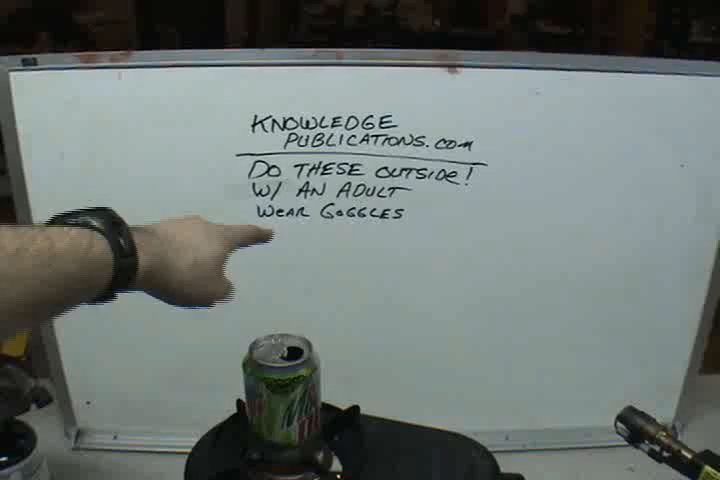 KNOWLEDGE
PUBLICATIONS.COM
DO THESE OUTSIDE!
W/ AN ADULT
WEAR GOGGLES